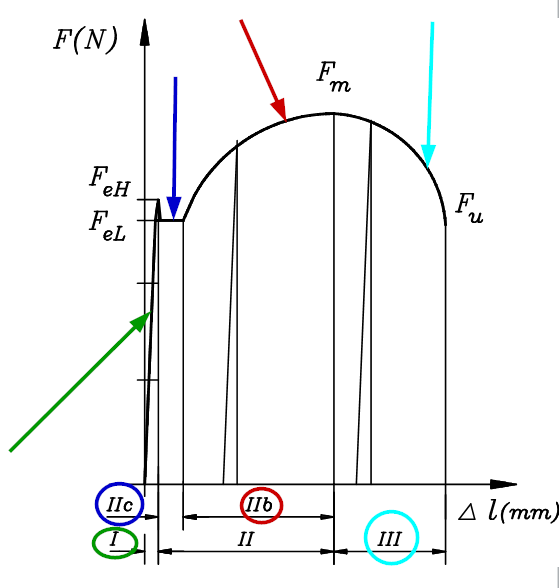 F(N)
F_m
F_eH
F_eL
F_u
IIc
IIb
Δ l(mm)
I
II
III